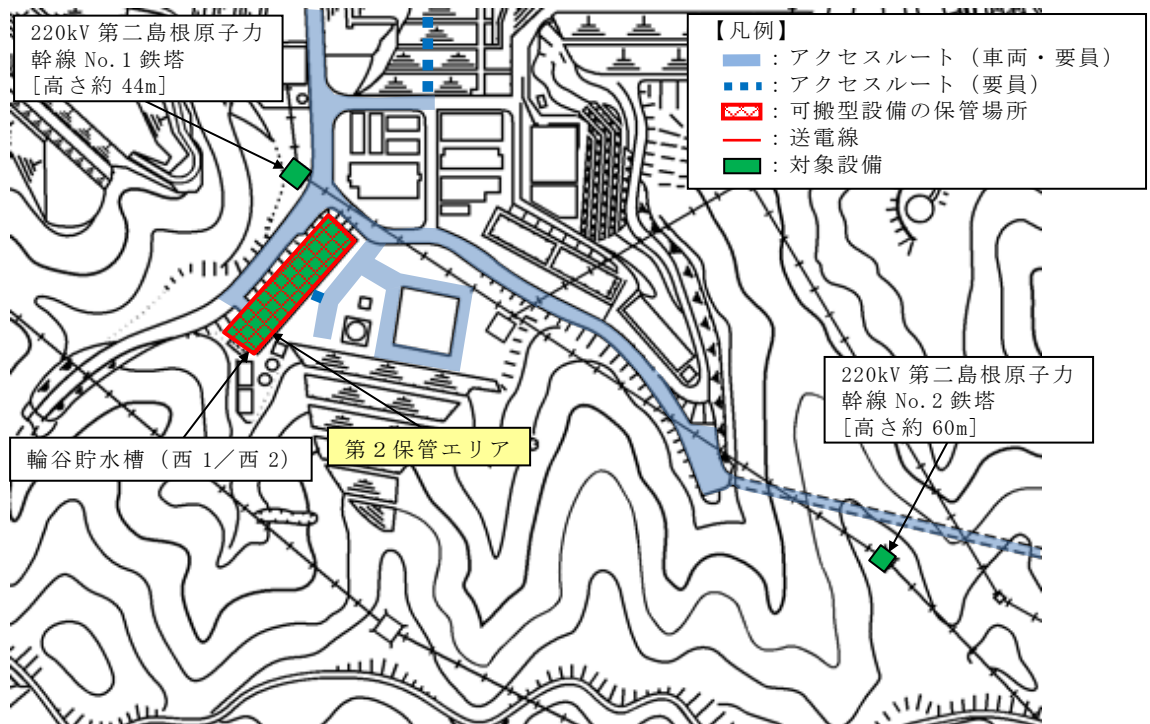 220kV 第二島根原子力
幹線 No.1 鉄塔
[高さ約 44m]
【凡例】
：アクセスルート（車両・要員）
：アクセスルート（要員）
：可搬型設備の保管場所
：送電線
：対象設備
220kV 第二島根原子力
幹線 No.2 鉄塔
[高さ約 60m]
輪谷貯水槽（西 1／西 2）
第２保管エリア